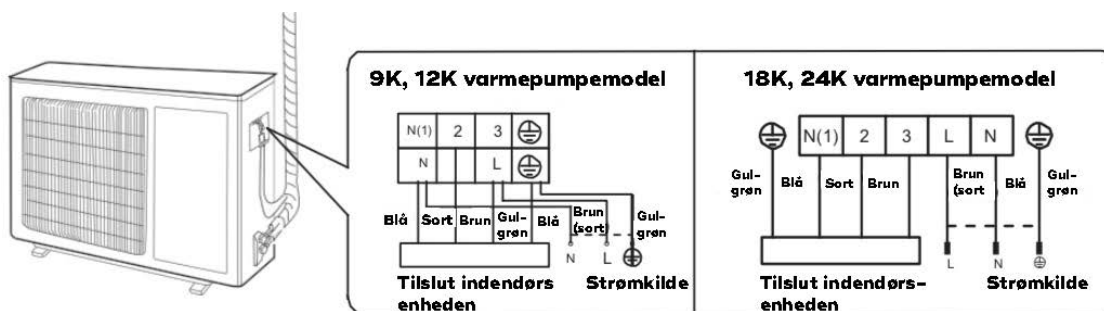 9K, 12K varmepumpemodel
N(1) 2 3
N L
Blå Sort Brun Gul-
grøn Blå Brun
(sort) Gul-
grøn
N L
Tilslut indendørs
enheden
Strømkilde
18K, 24K varmepumpemodel
N(1) 2 3 L N
Gul-
grøn Blå Sort Brun Brun
(sort Blå Gul-
grøn
L N
Tilslut indendørs-
enheden
Strømkilde